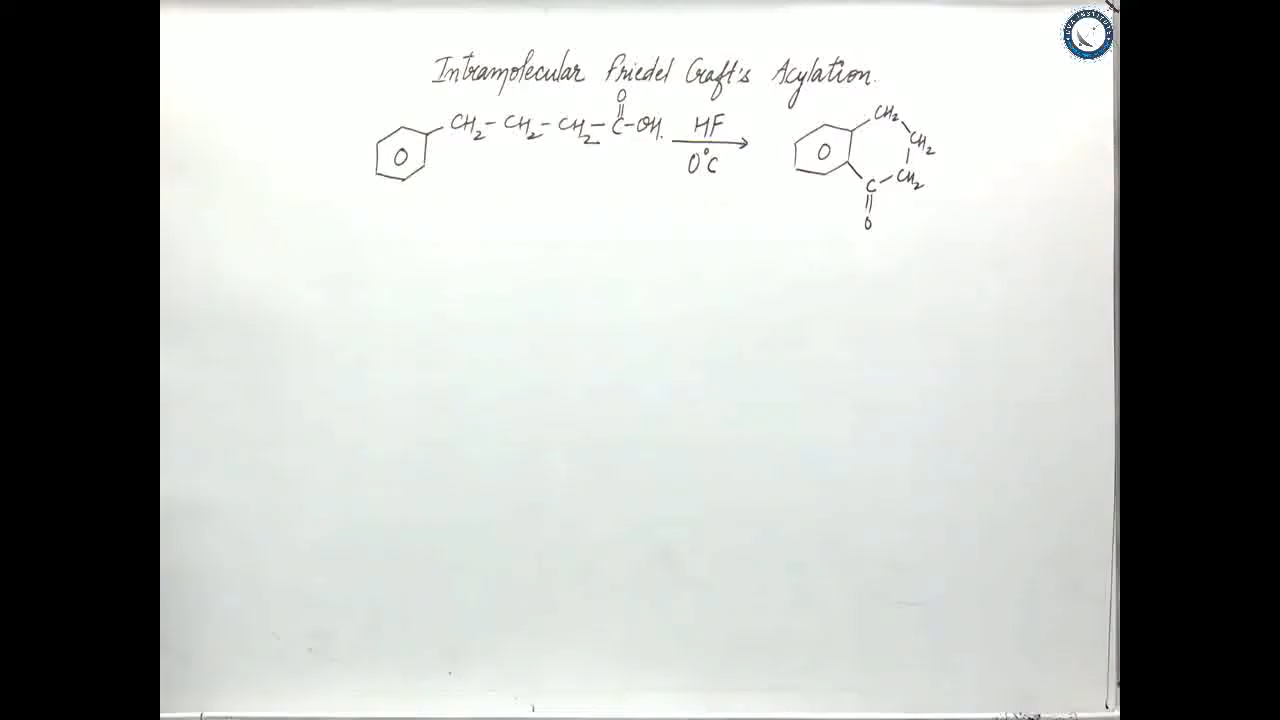 Intramolecular Friedel Craft's Acylation.
O
CH₂ – CH₂ – CH₂ – C – OH. HF 0°C
CH₂
CH₂
CH₂
C
O